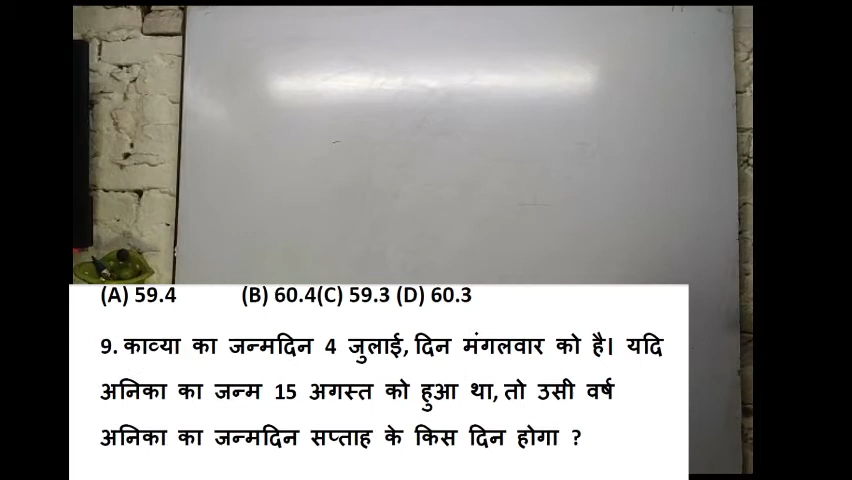 (A) 59.4 (B) 60.4(C) 59.3 (D) 60.3
9. काव्या का जन्मदिन 4 जुलाई, दिन मंगलवार को है। यदि
अनिका का जन्म 15 अगस्त को हुआ था, तो उसी वर्ष
अनिका का जन्मदिन सप्ताह के किस दिन होगा ?